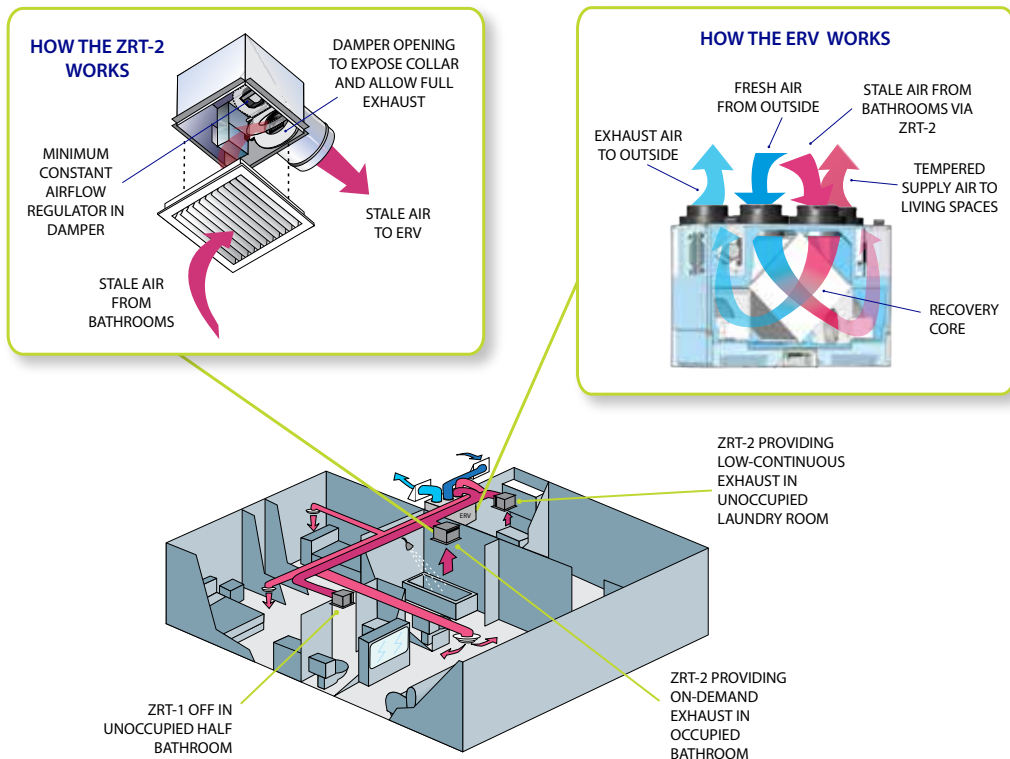 HOW THE ZRT-2
WORKS
DAMPER OPENING
TO EXPOSE COLLAR
AND ALLOW FULL
EXHAUST
MINIMUM
CONSTANT
AIRFLOW
REGULATOR IN
DAMPER
STALE AIR
TO ERV
STALE AIR
FROM
BATHROOMS
HOW THE ERV WORKS
FRESH AIR
FROM OUTSIDE
STALE AIR FROM
BATHROOMS VIA
ZRT-2
EXHAUST AIR
TO OUTSIDE
TEMPERED
SUPPLY AIR TO
LIVING SPACES
RECOVERY
CORE
ZRT-2 PROVIDING
LOW-CONTINUOUS
EXHAUST IN
UNOCCUPIED
LAUNDRY ROOM
ERV
ZRT-1 OFF IN
UNOCCUPIED HALF
BATHROOM
ZRT-2 PROVIDING
ON-DEMAND
EXHAUST IN
OCCUPIED
BATHROOM